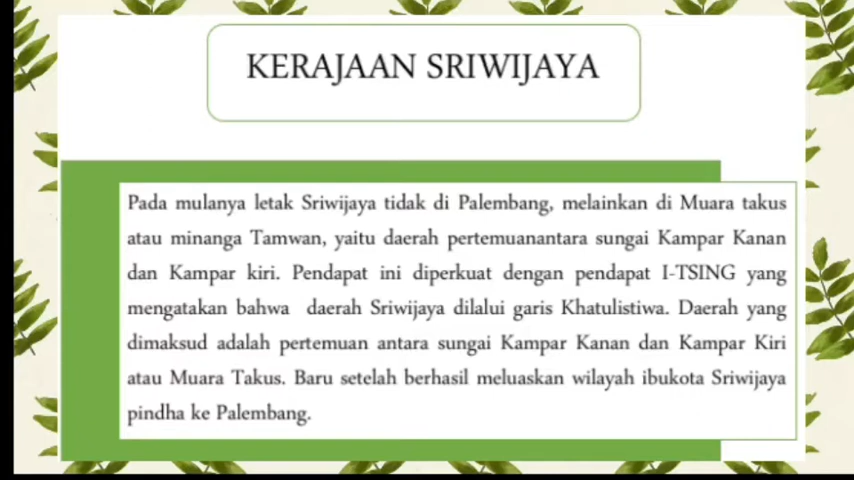 KERAJAAN SRIWIJAYA
Pada mulanya letak Sriwijaya tidak di Palembang, melainkan di Muara takus
atau minanga Tamwan, yaitu daerah pertemuanantara sungai Kampar Kanan
dan Kampar kiri. Pendapat ini diperkuat dengan pendapat I-TSING yang
mengatakan bahwa daerah Sriwijaya dilalui garis Khatulistiwa. Daerah yang
dimaksud adalah pertemuan antara sungai Kampar Kanan dan Kampar Kiri
atau Muara Takus. Baru setelah berhasil meluaskan wilayah ibukota Sriwijaya
pindha ke Palembang.